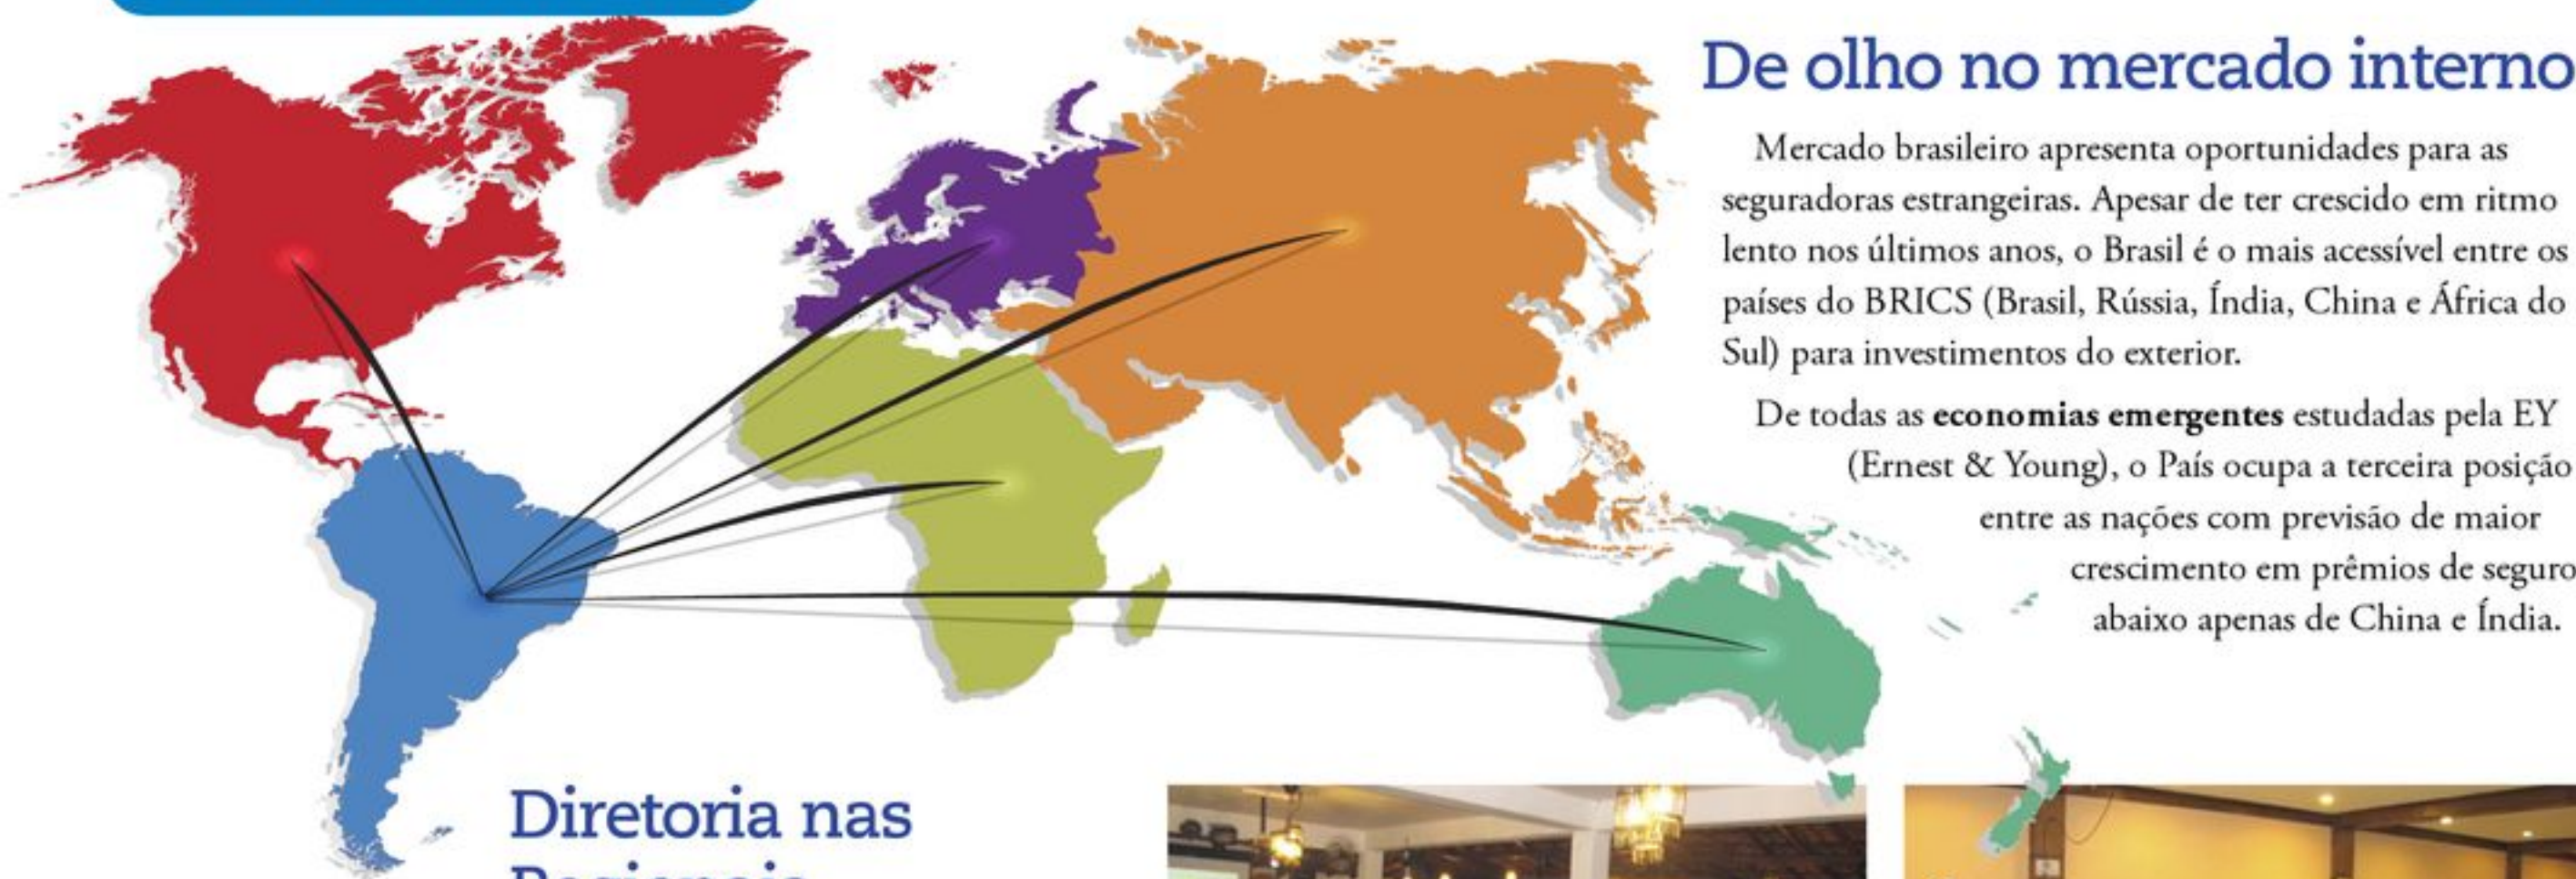 De olho no mercado interno
Mercado brasileiro apresenta oportunidades para as
seguradoras estrangeiras. Apesar de ter crescido em ritmo
lento nos últimos anos, o Brasil é o mais acessível entre os
países do BRICS (Brasil, Rússia, Índia, China e África do
Sul) para investimentos do exterior.
De todas as economias emergentes estudadas pela EY
(Ernest & Young), o País ocupa a terceira posição
entre as nações com previsão de maior
crescimento em prêmios de seguro
abaixo apenas de China e Índia.
Diretoria nas
Regionais